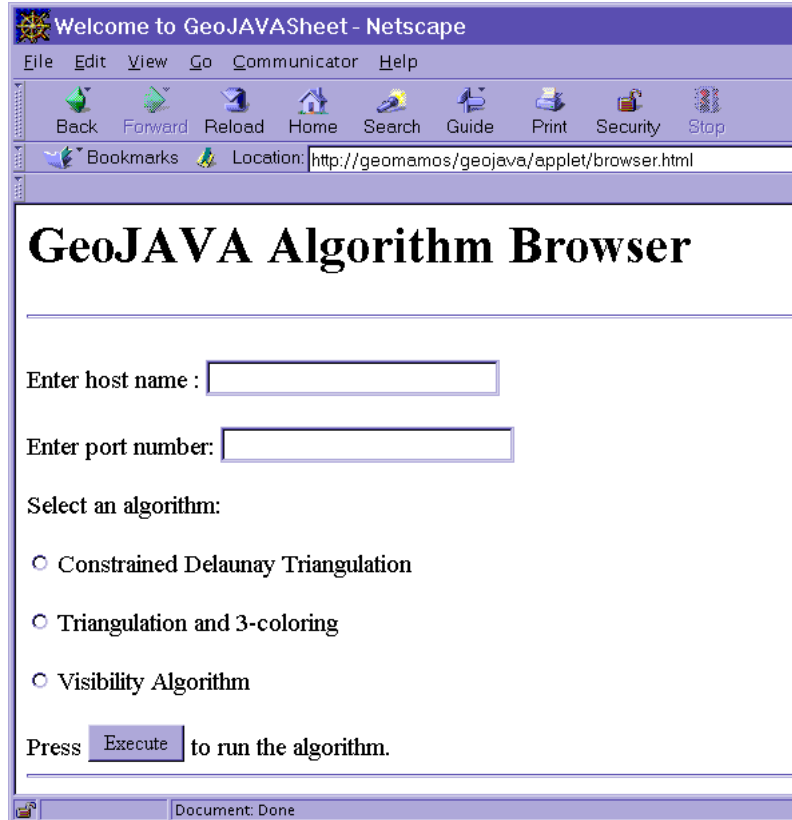 Welcome to GeoJAVASheet - Netscape
File Edit View Go Communicator Help
Back Forward Reload Home Search Guide Print Security Stop
Bookmarks Location: http://geomamos/geojava/applet/browser.html
GeoJAVA Algorithm Browser
Enter host name :
Enter port number:
Select an algorithm:
Constrained Delaunay Triangulation
Triangulation and 3-coloring
Visibility Algorithm
Press Execute to run the algorithm.
Document: Done